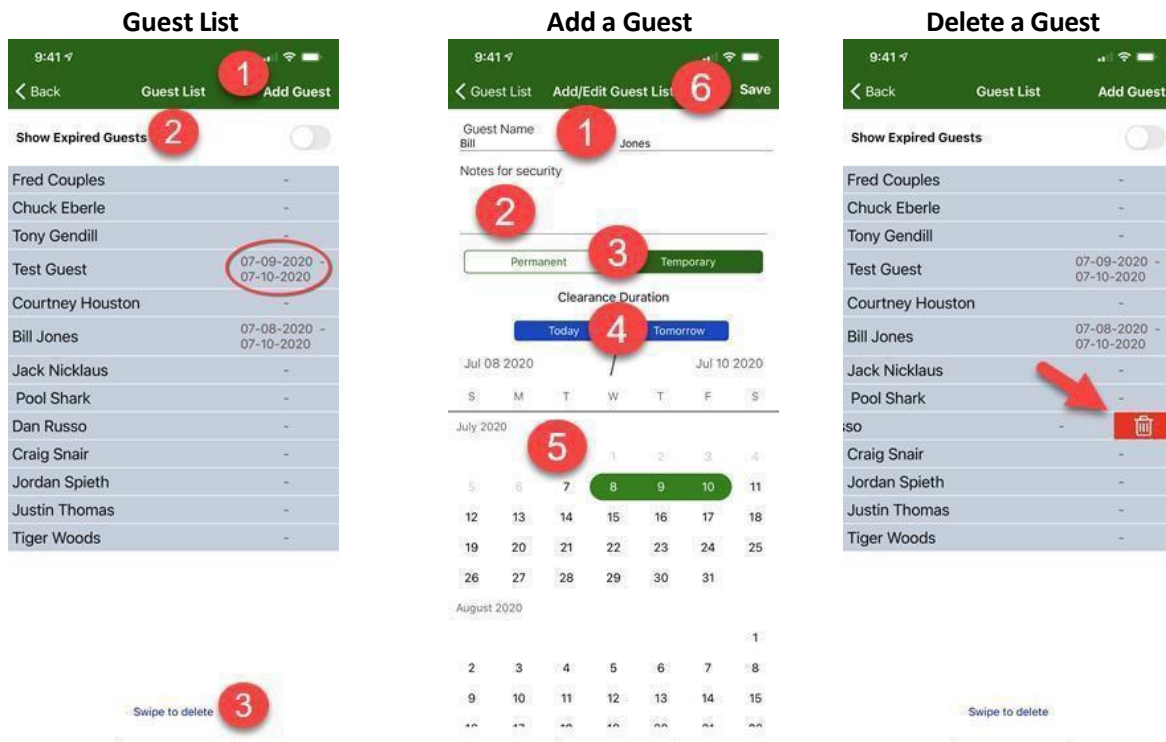 Guest List
9:41
1
Back Guest List Add Guest
Show Expired Guests 2
Fred Couples -
Chuck Eberle -
Tony Gendill -
Test Guest 07-09-2020 -
07-10-2020
Courtney Houston -
Bill Jones 07-08-2020 -
07-10-2020
Jack Nicklaus -
Pool Shark -
Dan Russo -
Craig Snair -
Jordan Spieth -
Justin Thomas -
Tiger Woods -
Swipe to delete 3
Add a Guest
9:41
Guest List Add/Edit Guest List 6 Save
Guest Name
Bill 1 Jones
Notes for security
2
Permanent 3 Temporary
Clearance Duration
Today 4 Tomorrow
Jul 08 2020 Jul 10 2020
S M T W T F S
July 2020
5
1 2 3 4
5 6 7 8 9 10 11
12 13 14 15 16 17 18
19 20 21 22 23 24 25
26 27 28 29 30 31
August 2020
1
2 3 4 5 6 7 8
9 10 11 12 13 14 15
Delete a Guest
9:41
Back Guest List Add Guest
Show Expired Guests
Fred Couples -
Chuck Eberle -
Tony Gendill -
Test Guest 07-09-2020 -
07-10-2020
Courtney Houston -
Bill Jones 07-08-2020 -
07-10-2020
Jack Nicklaus -
Pool Shark -
sso -
Craig Snair -
Jordan Spieth -
Justin Thomas -
Tiger Woods -
Swipe to delete